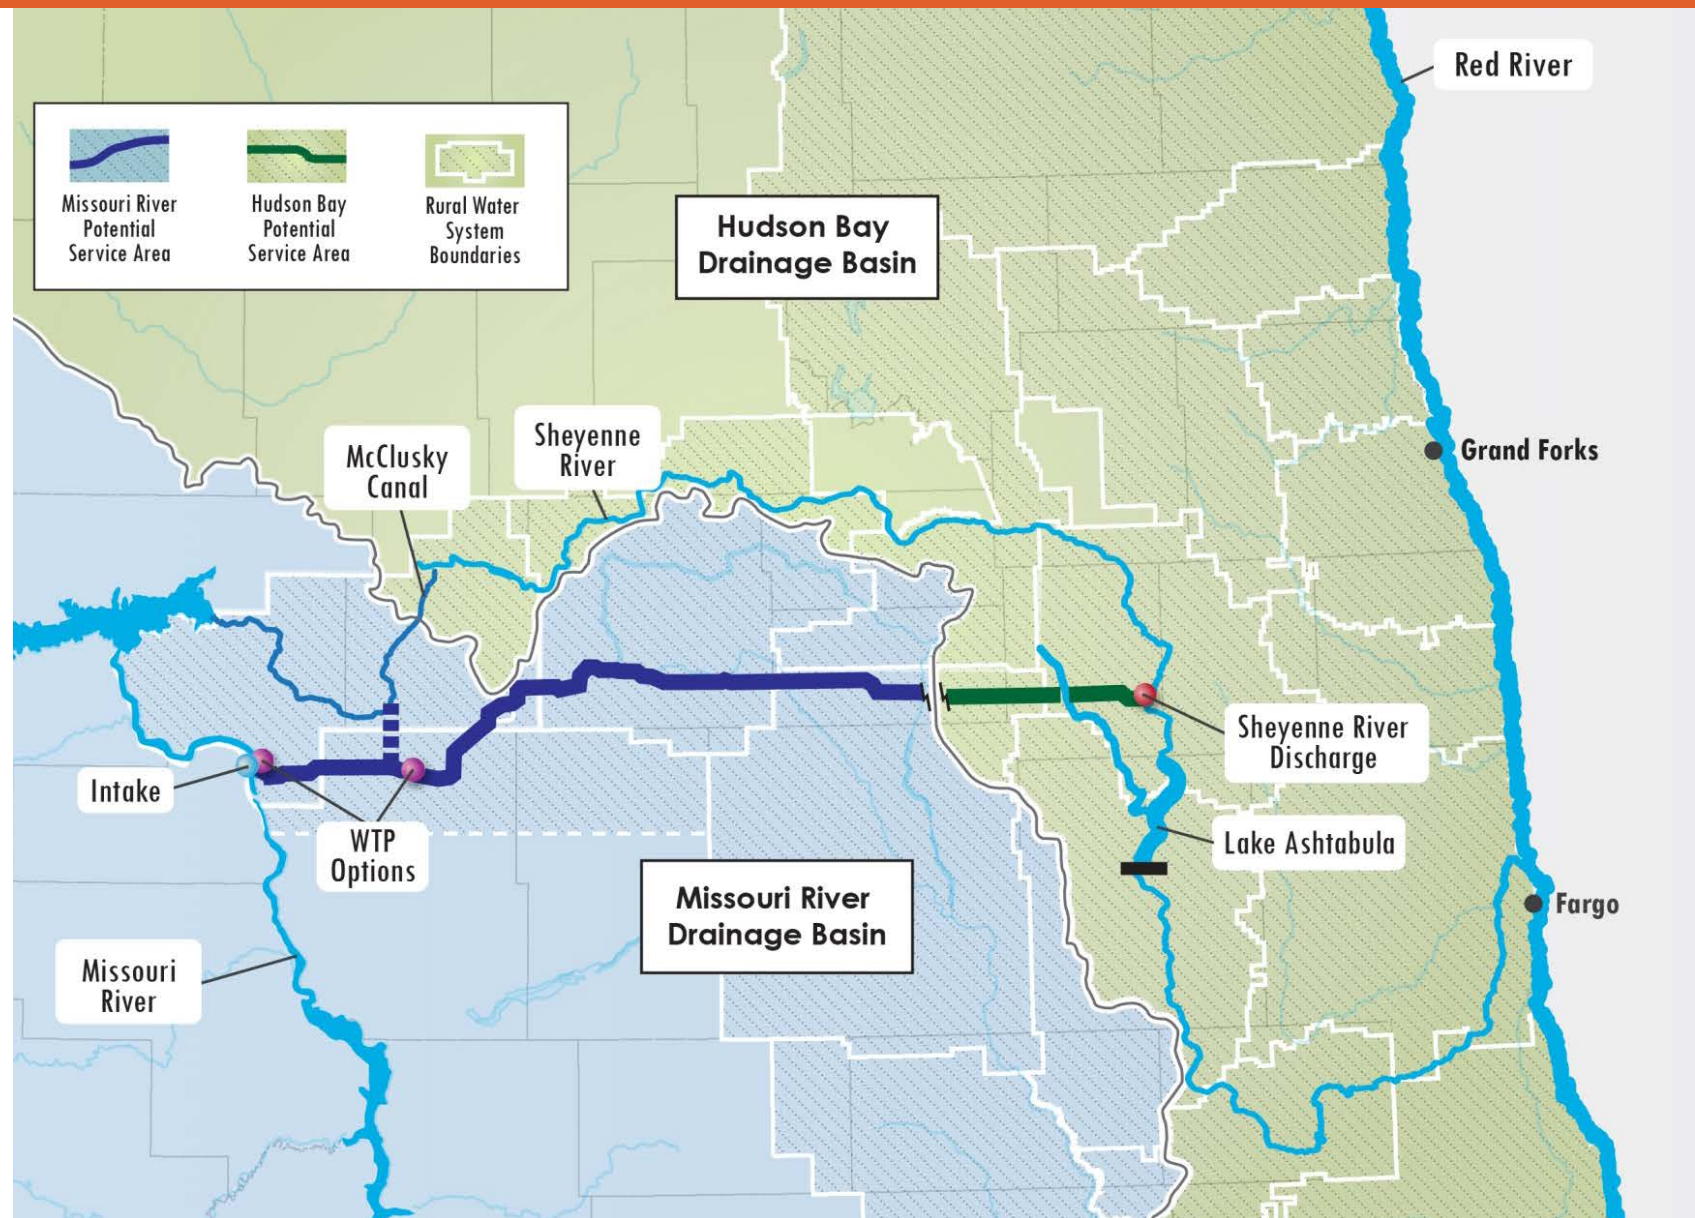 Red River
Missouri River
Potential
Service Area
Hudson Bay
Potential
Service Area
Rural Water
System
Boundaries
Hudson Bay
Drainage Basin
McClusky
Canal
Sheyenne
River
Grand Forks
Sheyenne River
Discharge
Intake
WTP
Options
Lake Ashtabula
Missouri River
Drainage Basin
Fargo
Missouri
River